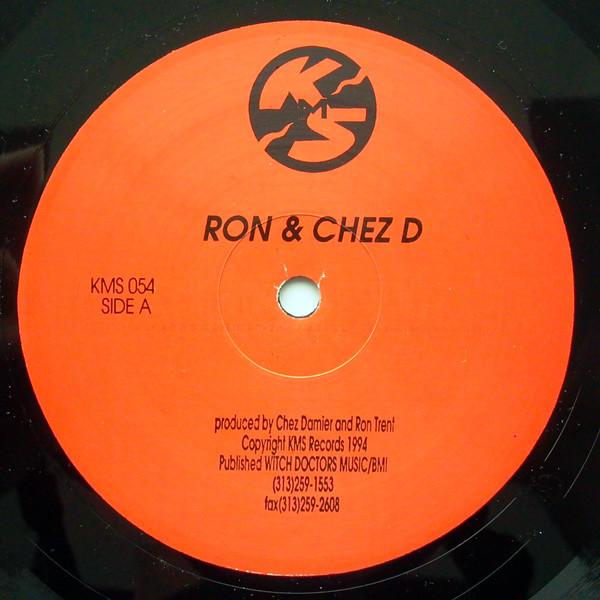 KMS
RON & CHEZ D
KMS 054
SIDE A
produced by Chez Damier and Ron Trent
Copyright KMS Records 1994
Published WITCH DOCTORS MUSIC/BMI
(313)259-1553
fax(313)259-2608